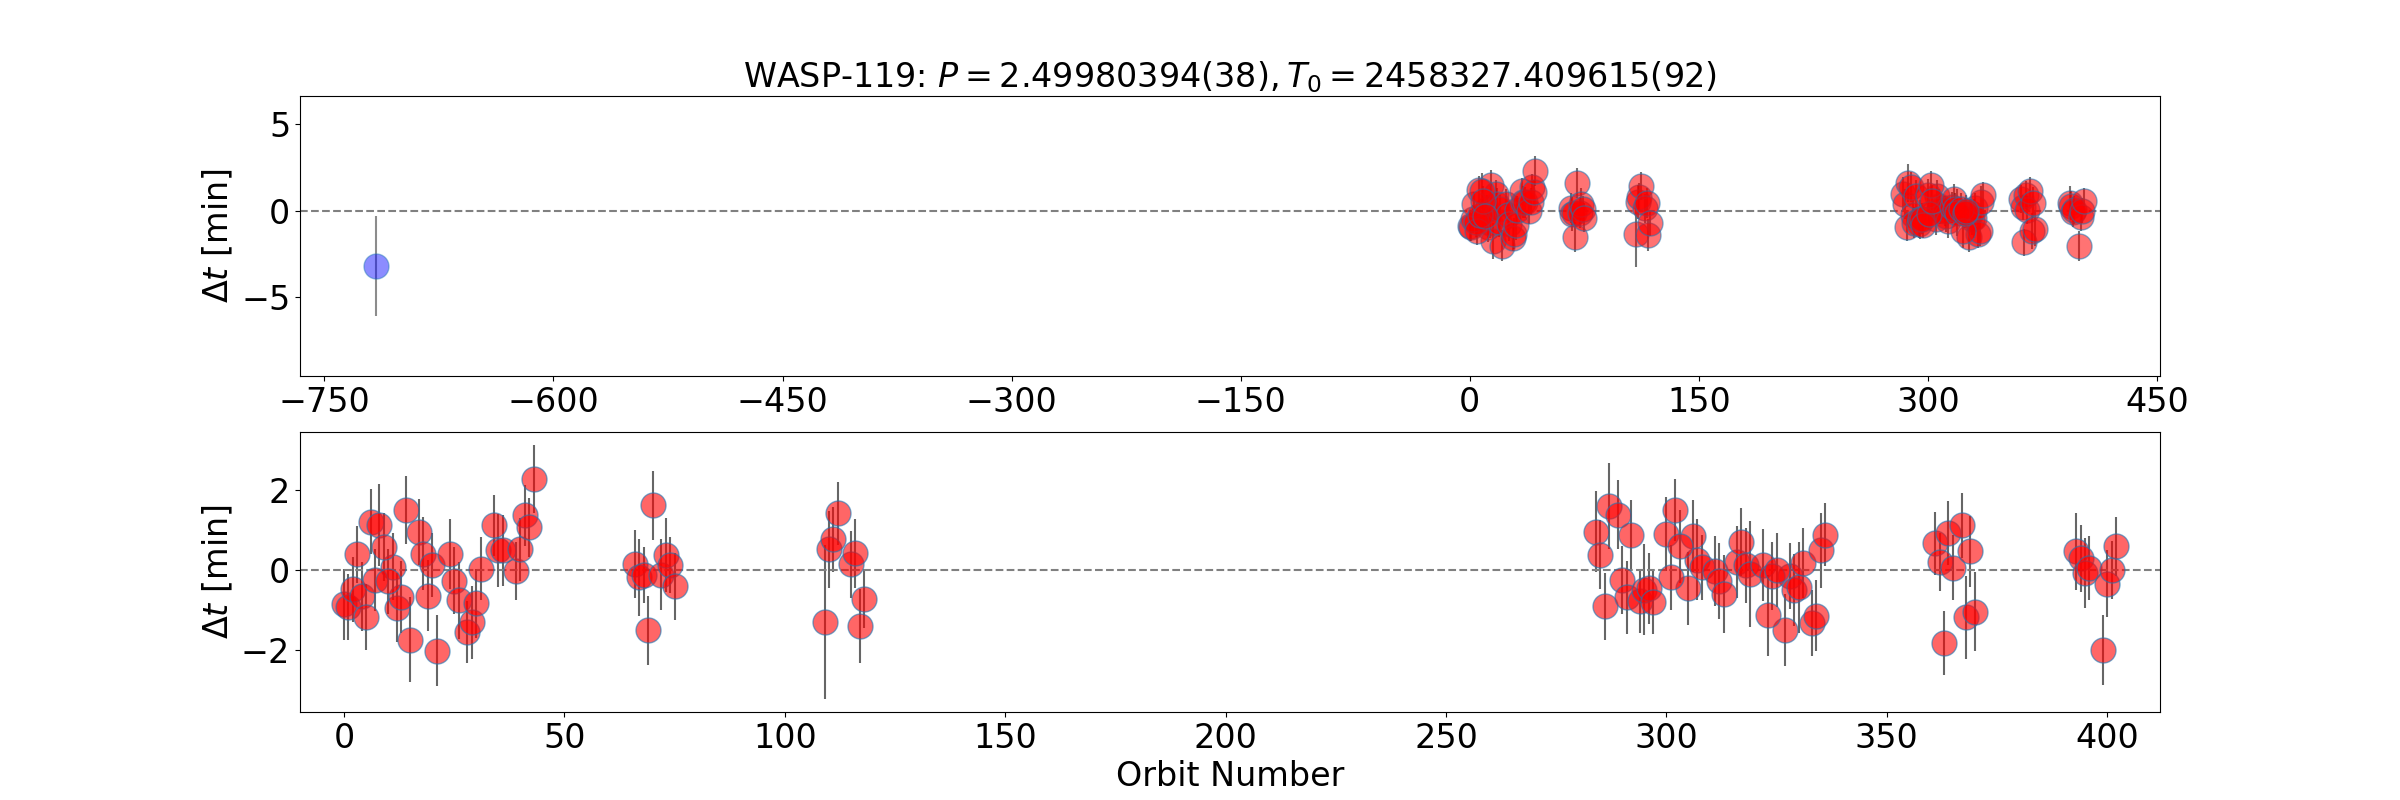 WASP-119: P = 2.49980394(38), T₀ = 2458327.409615(92)
5
0
−5
Δt [min]
−750 −600 −450 −300 −150 0 150 300 450
2
0
−2
Δt [min]
0 50 100 150 200 250 300 350 400
Orbit Number